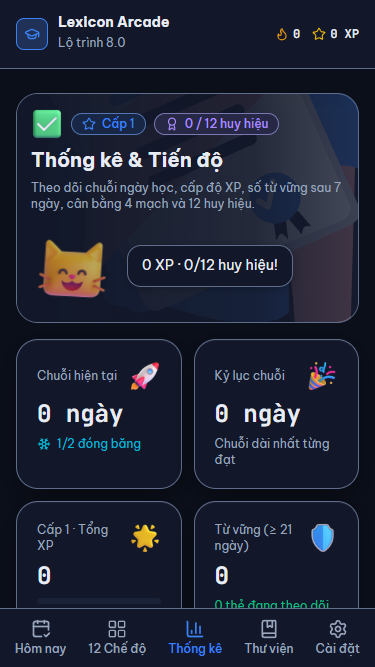 Lexicon Arcade
Lộ trình 8.0
0
0 XP
Cấp 1
0 / 12 huy hiệu
Thống kê & Tiến độ
Theo dõi chuỗi ngày học, cấp độ XP, số từ vững sau 7
ngày, cân bằng 4 mạch và 12 huy hiệu.
0 XP · 0/12 huy hiệu!
Chuỗi hiện tại
0 ngày
1/2 đóng băng
Kỷ lục chuỗi
0 ngày
Chuỗi dài nhất từng
đạt
Cấp 1 · Tổng
XP
0
Từ vững (≥ 21
ngày)
0
0 thẻ đang theo dõi
Hôm nay
12 Chế độ
Thống kê
Thư viện
Cài đặt